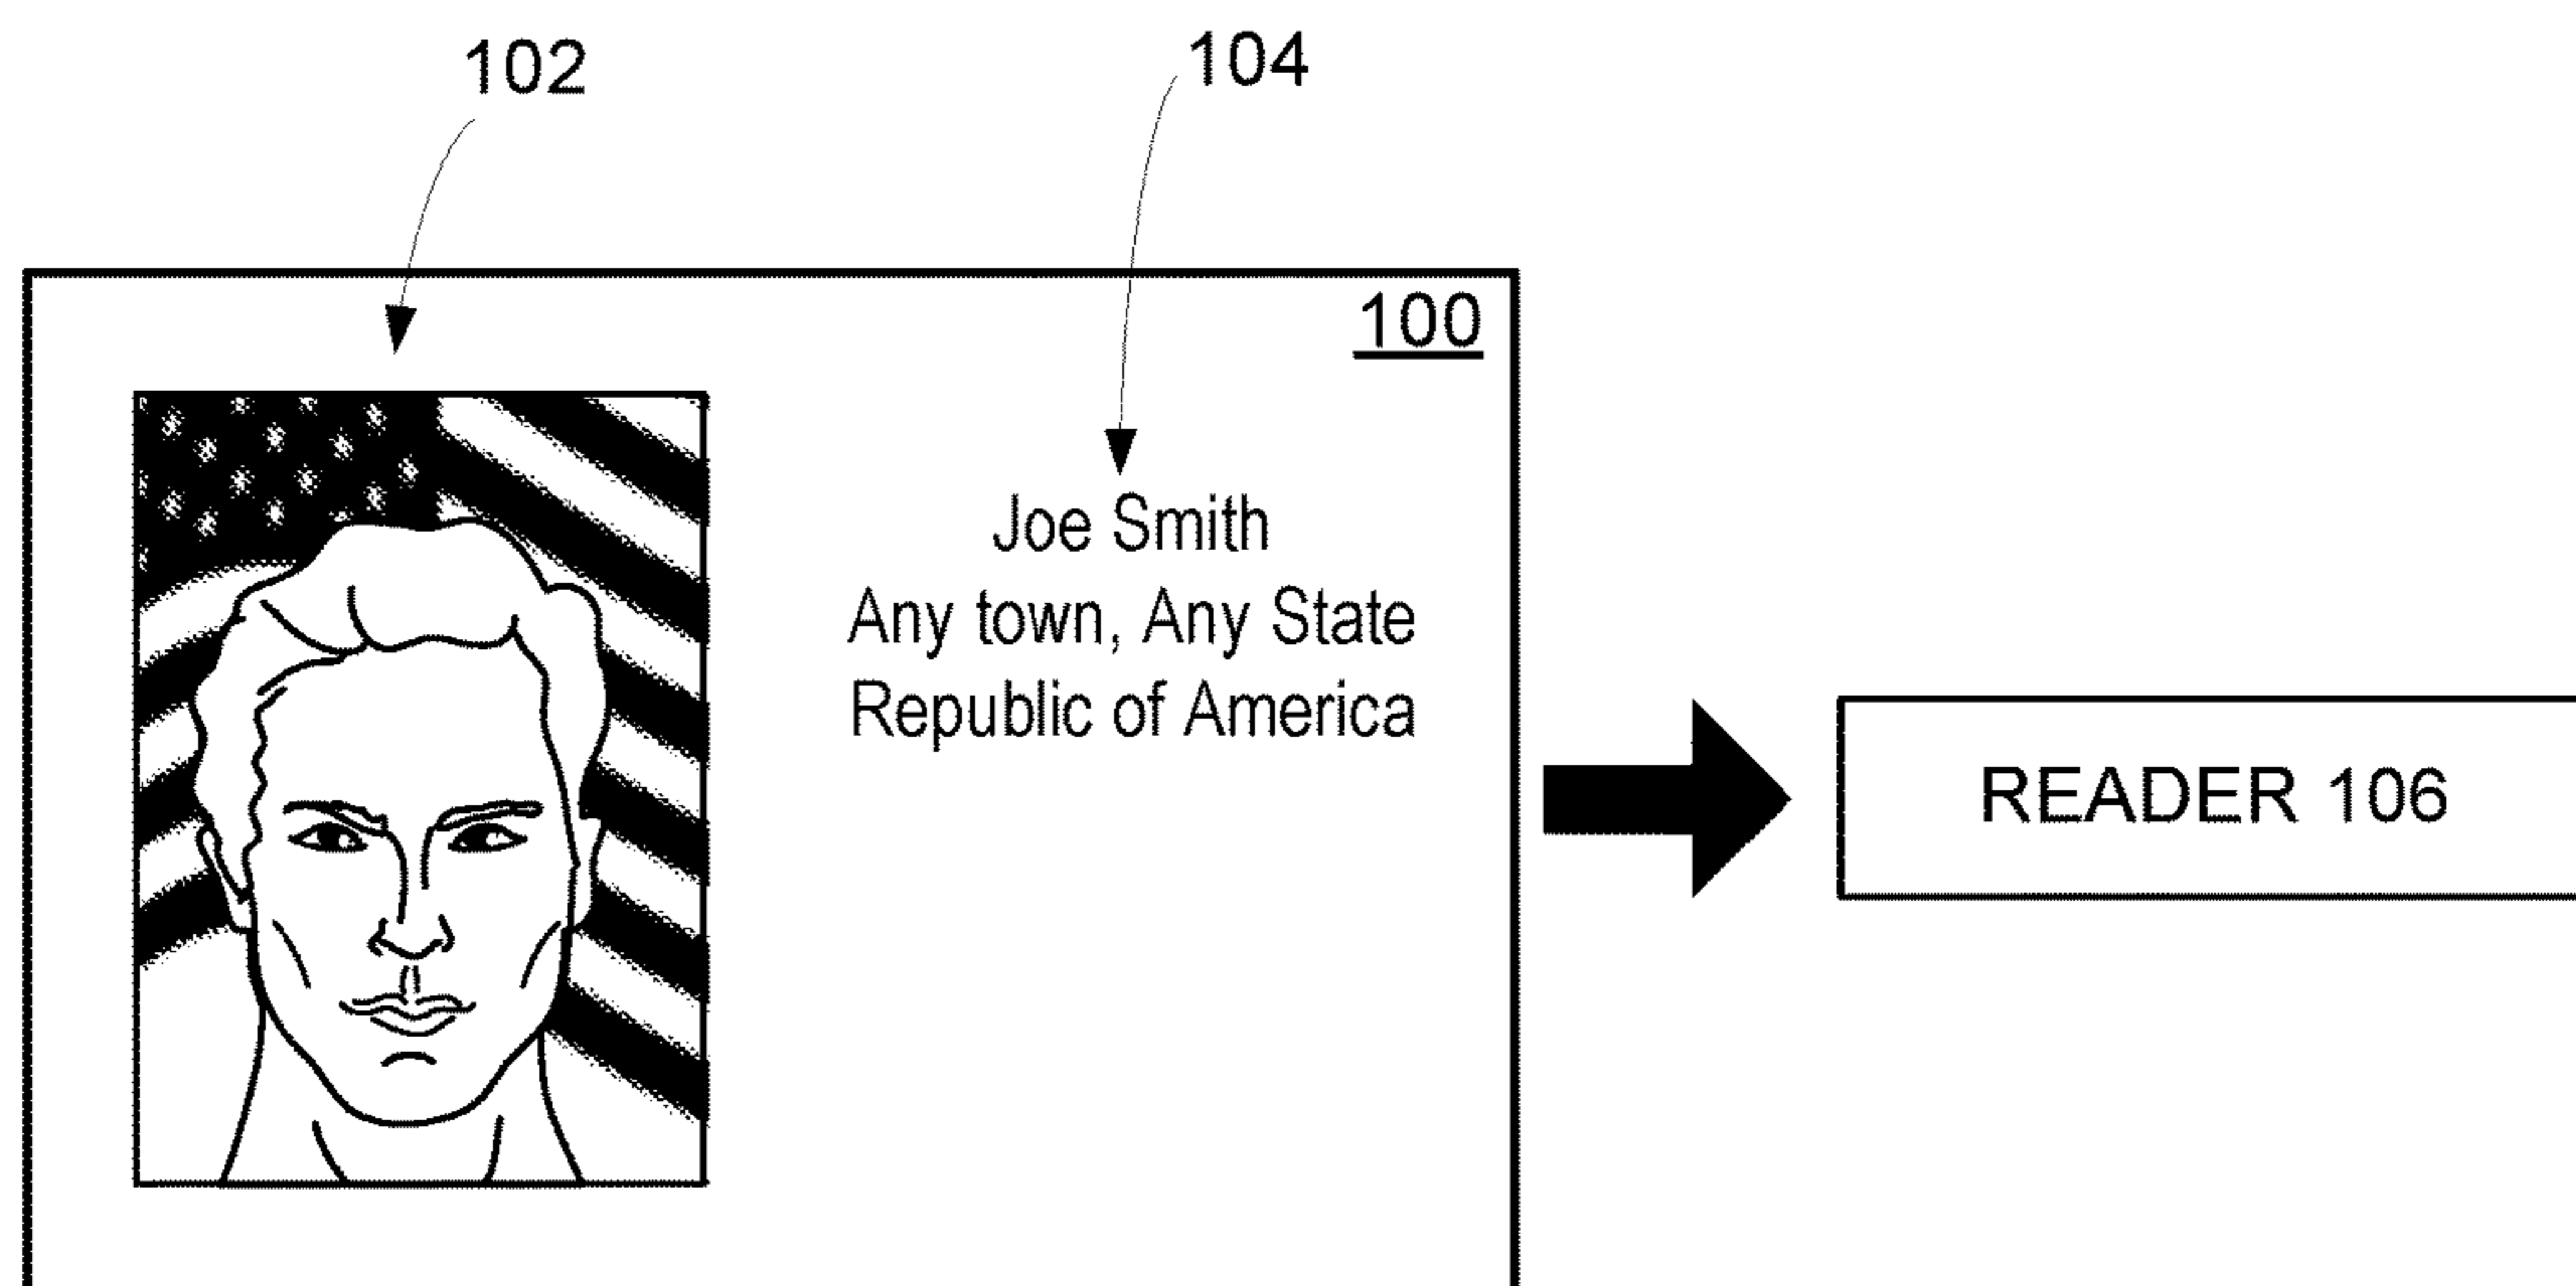 102
104
100
Joe Smith
Any town, Any State
Republic of America
READER 106